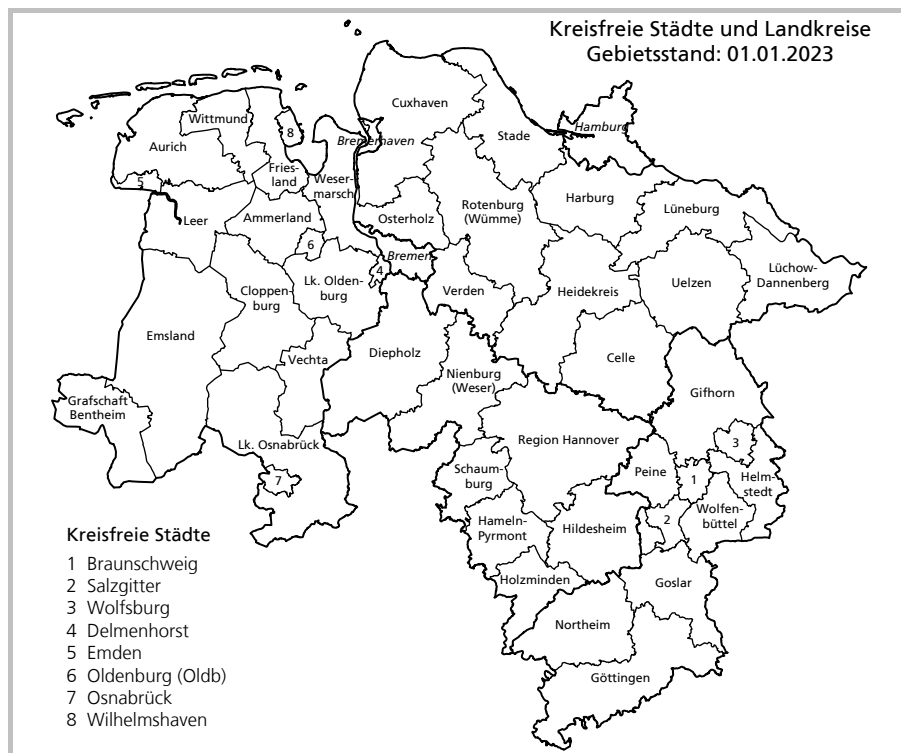 Kreisfreie Städte und Landkreise
Gebietsstand: 01.01.2023
Cuxhaven
Wittmund
8
Bremerhaven
Stade
Hamburg
Aurich
5
Fries-
land
Weser-
marsch
Leer
Ammerland
6
Osterholz
Rotenburg
(Wümme)
Harburg
Lüneburg
Bremen
4
Lk. Olden-
burg
Cloppen-
burg
Verden
Heidekreis
Uelzen
Lüchow-
Dannenberg
Emsland
Vechta
Diepholz
Nienburg
(Weser)
Celle
Gifhorn
Grafschaft
Bentheim
Lk. Osnabrück
7
Region Hannover
3
Schaum-
burg
Peine
1
Helm-
stedt
2
Wolfen-
büttel
Hameln-
Pyrmont
Hildesheim
Holzminden
Goslar
Northeim
Göttingen
Kreisfreie Städte
1 Braunschweig
2 Salzgitter
3 Wolfsburg
4 Delmenhorst
5 Emden
6 Oldenburg (Oldb)
7 Osnabrück
8 Wilhelmshaven